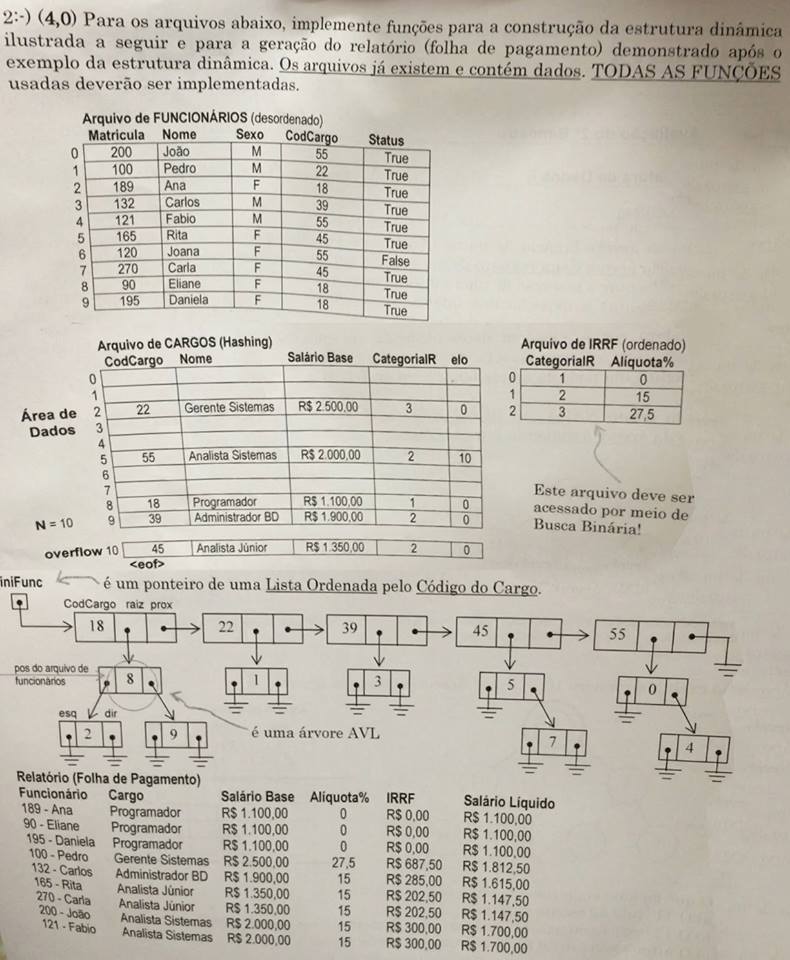 2:-) (4,0) Para os arquivos abaixo, implemente funções para a construção da estrutura dinâmica
ilustrada a seguir e para a geração do relatório (folha de pagamento) demonstrado após o
exemplo da estrutura dinâmica. Os arquivos já existem e contém dados. TODAS AS FUNÇÕES
usadas deverão ser implementadas.
Arquivo de FUNCIONÁRIOS (desordenado)
Matricula Nome Sexo CodCargo Status
0 200 João M 55 True
1 100 Pedro M 22 True
2 189 Ana F 18 True
3 132 Carlos M 39 True
4 121 Fabio M 55 True
5 165 Rita F 45 True
6 120 Joana F 55 False
7 270 Carla F 45 True
8 90 Eliane F 18 True
9 195 Daniela F 18 True
Arquivo de CARGOS (Hashing)
CodCargo Nome Salário Base CategoriaIR elo
0
1
2 22 Gerente Sistemas R$ 2.500,00 3 0
3
4
5 55 Analista Sistemas R$ 2.000,00 2 10
6
7
8 18 Programador R$ 1.100,00 1 0
9 39 Administrador BD R$ 1.900,00 2 0
Área de
Dados
N = 10
overflow 10 45 Analista Júnior R$ 1.350,00 2 0
<eof>
Arquivo de IRRF (ordenado)
CategoriaIR Alíquota%
0 1 0
1 2 15
2 3 27,5
Este arquivo deve ser
acessado por meio de
Busca Binária!
iniFunc é um ponteiro de uma Lista Ordenada pelo Código do Cargo.
CodCargo raiz prox
18 22 39 45 55
pos do arquivo de
funcionários
8 1 3 5 0
esq dir
2 9 é uma árvore AVL 7 4
Relatório (Folha de Pagamento)
Funcionário Cargo Salário Base Alíquota% IRRF Salário Líquido
189 - Ana Programador R$ 1.100,00 0 R$ 0,00 R$ 1.100,00
90 - Eliane Programador R$ 1.100,00 0 R$ 0,00 R$ 1.100,00
195 - Daniela Programador R$ 1.100,00 0 R$ 0,00 R$ 1.100,00
100 - Pedro Gerente Sistemas R$ 2.500,00 27,5 R$ 687,50 R$ 1.812,50
132 - Carlos Administrador BD R$ 1.900,00 15 R$ 285,00 R$ 1.615,00
165 - Rita Analista Júnior R$ 1.350,00 15 R$ 202,50 R$ 1.147,50
270 - Carla Analista Júnior R$ 1.350,00 15 R$ 202,50 R$ 1.147,50
200 - João Analista Sistemas R$ 2.000,00 15 R$ 300,00 R$ 1.700,00
121 - Fabio Analista Sistemas R$ 2.000,00 15 R$ 300,00 R$ 1.700,00